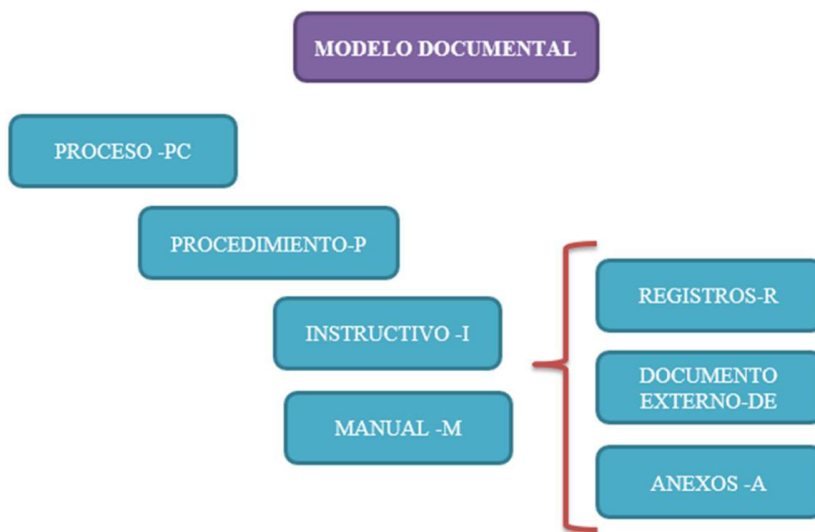 MODELO DOCUMENTAL
PROCESO -PC
PROCEDIMIENTO-P
INSTRUCTIVO -I
MANUAL -M
REGISTROS-R
DOCUMENTO
EXTERNO-DE
ANEXOS -A